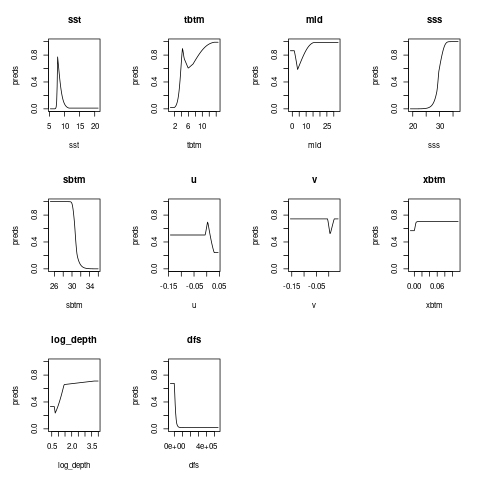 sst tbtm mld sss
preds 0.0 0.4 0.8 preds 0.0 0.4 0.8 preds 0.0 0.4 0.8 preds 0.0 0.4 0.8
5 10 15 20 2 6 10 0 10 25 20 30
sst tbtm mld sss
sbtm u v xbtm
preds 0.0 0.4 0.8 preds 0.0 0.4 0.8 preds 0.0 0.4 0.8 preds 0.0 0.4 0.8
26 30 34 -0.15 -0.05 0.05 -0.15 -0.05 0.00 0.06
sbtm u v xbtm
log_depth dfs
preds 0.0 0.4 0.8 preds 0.0 0.4 0.8
0.5 2.0 3.5 0e+00 4e+05
log_depth dfs